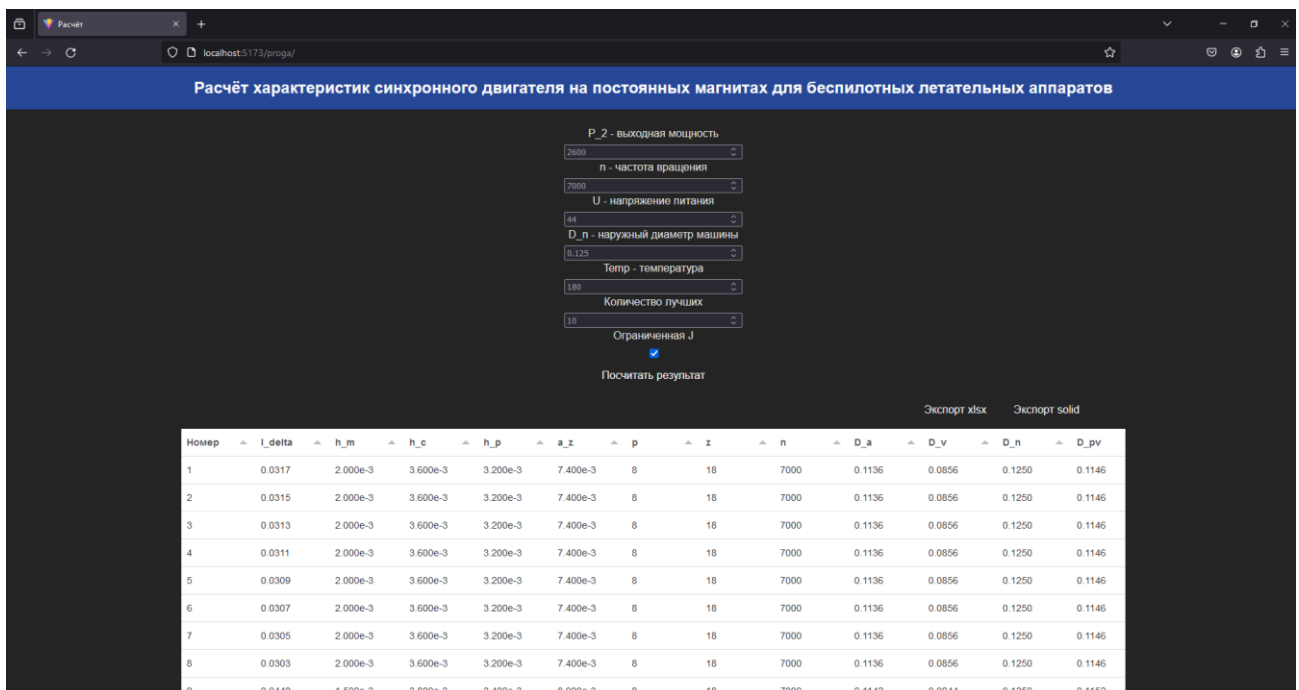 Расчёт
localhost:5173/proga/
Расчёт характеристик синхронного двигателя на постоянных магнитах для беспилотных летательных аппаратов
P_2 - выходная мощность
2600
n - частота вращения
7000
U - напряжение питания
44
D_n - наружный диаметр машины
0.125
Temp - температура
180
Количество лучших
10
Ограниченная J
Посчитать результат
Экспорт xlsx Экспорт solid
Номер l_delta h_m h_c h_p a_z p z n D_a D_v D_n D_pv
1 0.0317 2.000e-3 3.600e-3 3.200e-3 7.400e-3 8 18 7000 0.1136 0.0856 0.1250 0.1146
2 0.0315 2.000e-3 3.600e-3 3.200e-3 7.400e-3 8 18 7000 0.1136 0.0856 0.1250 0.1146
3 0.0313 2.000e-3 3.600e-3 3.200e-3 7.400e-3 8 18 7000 0.1136 0.0856 0.1250 0.1146
4 0.0311 2.000e-3 3.600e-3 3.200e-3 7.400e-3 8 18 7000 0.1136 0.0856 0.1250 0.1146
5 0.0309 2.000e-3 3.600e-3 3.200e-3 7.400e-3 8 18 7000 0.1136 0.0856 0.1250 0.1146
6 0.0307 2.000e-3 3.600e-3 3.200e-3 7.400e-3 8 18 7000 0.1136 0.0856 0.1250 0.1146
7 0.0305 2.000e-3 3.600e-3 3.200e-3 7.400e-3 8 18 7000 0.1136 0.0856 0.1250 0.1146
8 0.0303 2.000e-3 3.600e-3 3.200e-3 7.400e-3 8 18 7000 0.1136 0.0856 0.1250 0.1146